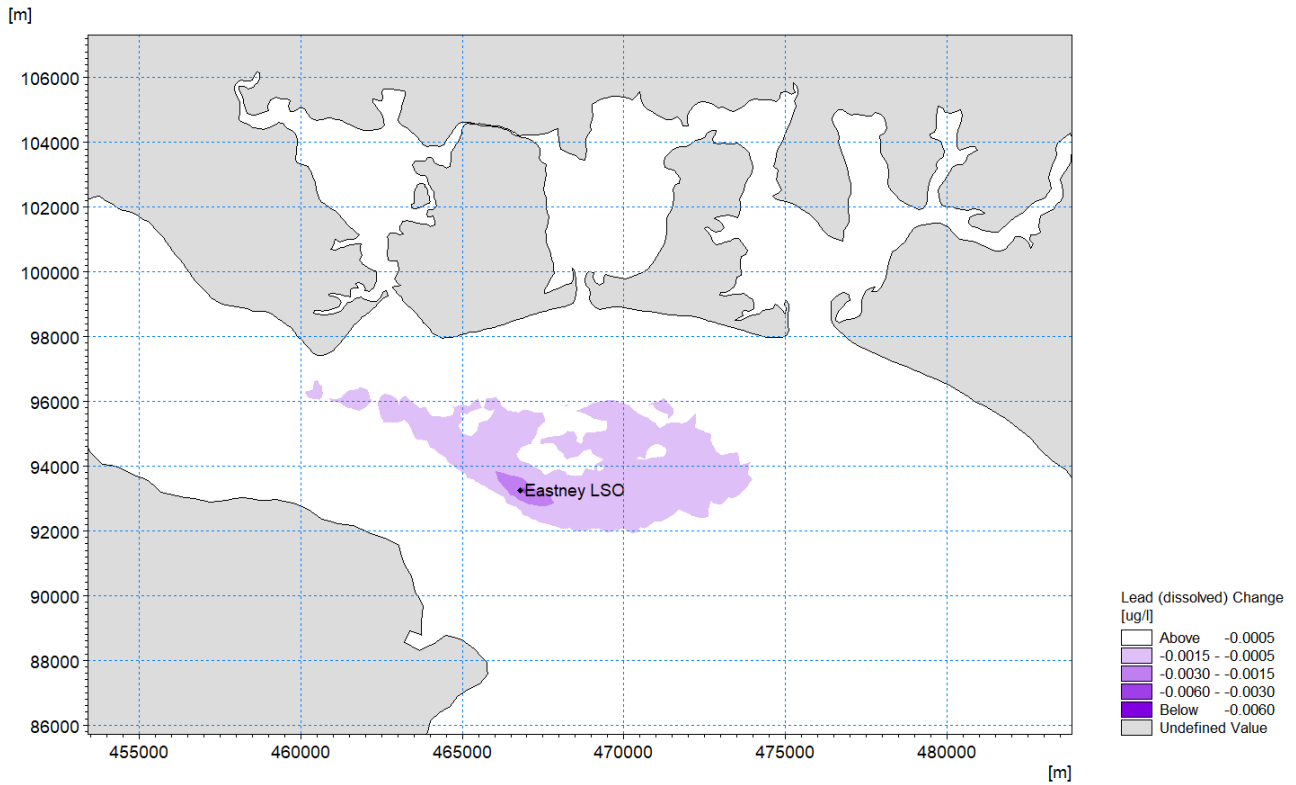 [m]
106000
104000
102000
100000
98000
96000
94000
92000
90000
88000
86000
Eastney LSO
455000 460000 465000 470000 475000 480000
[m]
Lead (dissolved) Change
[ug/l]
Above -0.0005
-0.0015 - -0.0005
-0.0030 - -0.0015
-0.0060 - -0.0030
Below -0.0060
Undefined Value